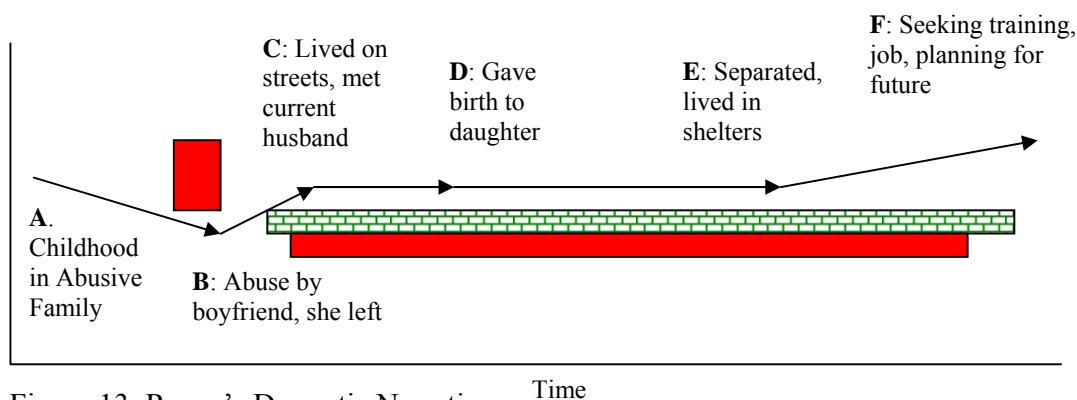 A.
Childhood
in Abusive
Family
B: Abuse by
boyfriend, she left
C: Lived on
streets, met
current
husband
D: Gave
birth to
daughter
E: Separated,
lived in
shelters
F: Seeking training,
job, planning for
future
Time